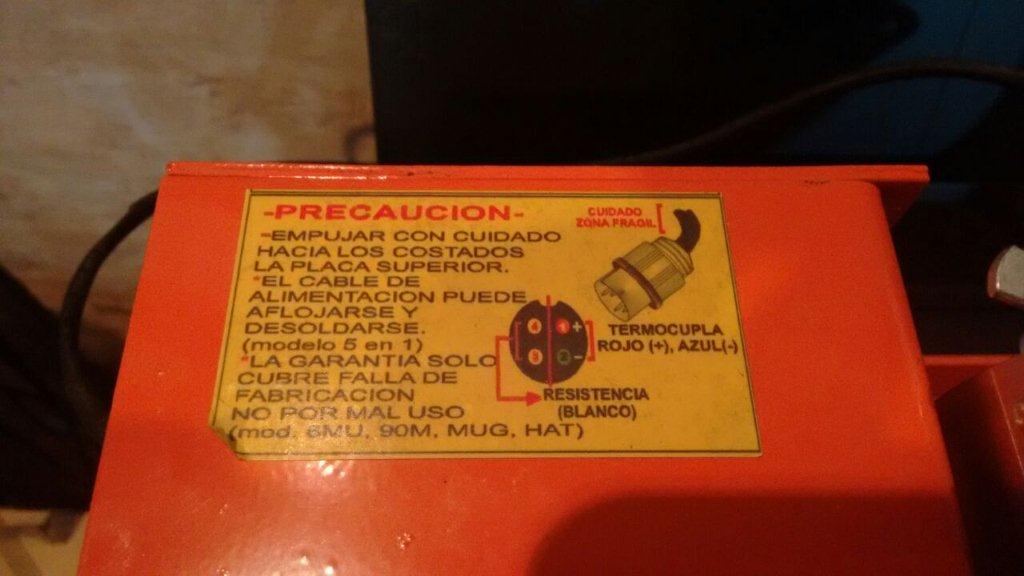 -PRECAUCION-
-EMPUJAR CON CUIDADO
HACIA LOS COSTADOS
LA PLACA SUPERIOR.
*EL CABLE DE
ALIMENTACION PUEDE
AFLOJARSE Y
DESOLDARSE.
(modelo 5 en 1)
*LA GARANTIA SOLO
CUBRE FALLA DE
FABRICACION
NO POR MAL USO
(mod. 6MU, 90M, MUG, HAT)
CUIDADO
ZONA FRAGIL
4 1 +
3 2 -
TERMOCUPLA
ROJO (+), AZUL(-)
RESISTENCIA
(BLANCO)